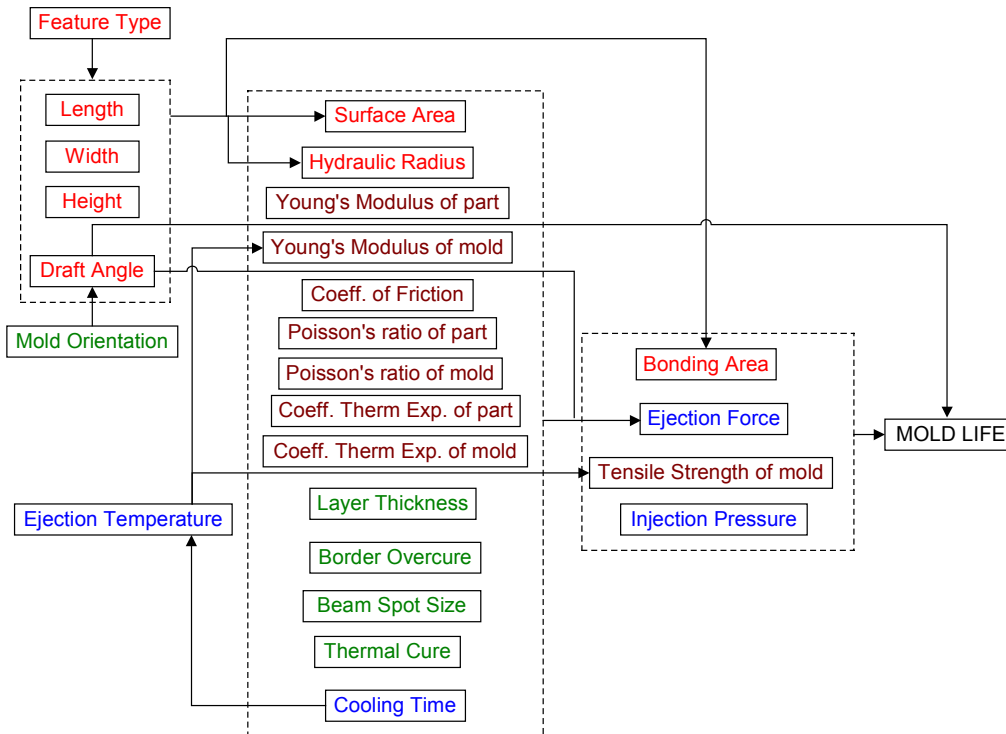 Feature Type
Length
Width
Height
Draft Angle
Mold Orientation
Ejection Temperature
Surface Area
Hydraulic Radius
Young's Modulus of part
Young's Modulus of mold
Coeff. of Friction
Poisson's ratio of part
Poisson's ratio of mold
Coeff. Therm Exp. of part
Coeff. Therm Exp. of mold
Layer Thickness
Border Overcure
Beam Spot Size
Thermal Cure
Cooling Time
Bonding Area
Ejection Force
Tensile Strength of mold
Injection Pressure
MOLD LIFE